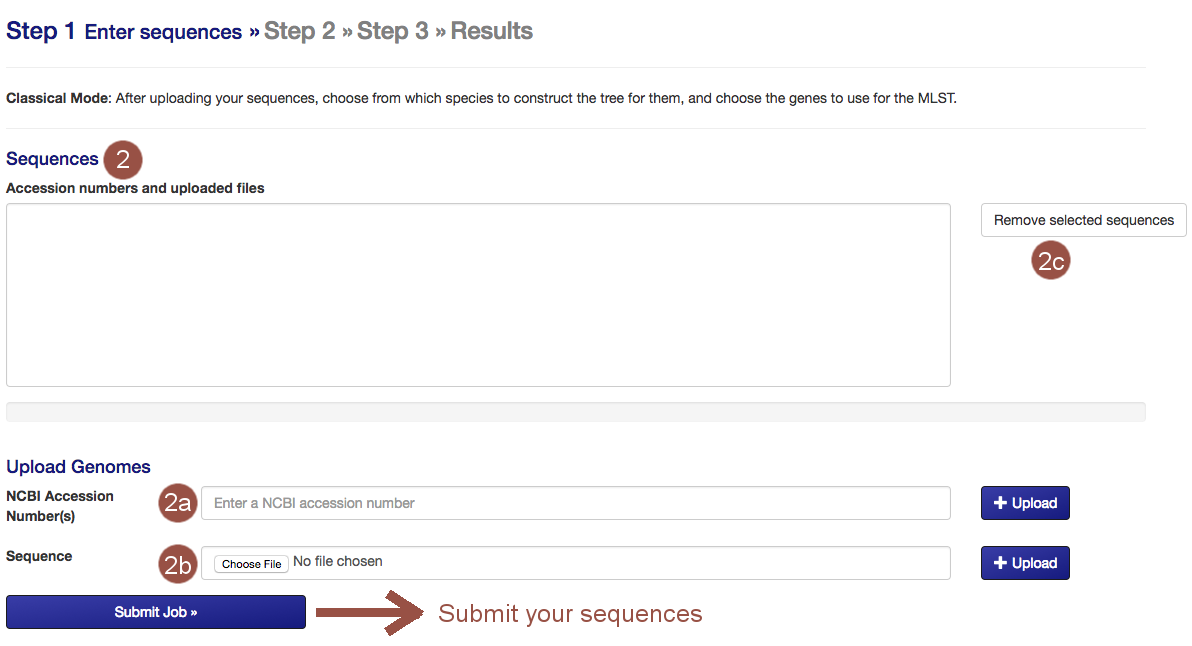 Step 1 Enter sequences » Step 2 » Step 3 » Results
Classical Mode: After uploading your sequences, choose from which species to construct the tree for them, and choose the genes to use for the MLST.
Sequences 2
Accession numbers and uploaded files
Remove selected sequences
2c
Upload Genomes
NCBI Accession
Number(s)
2a
Enter a NCBI accession number
+ Upload
Sequence
2b
Choose File No file chosen
+ Upload
Submit Job »
Submit your sequences